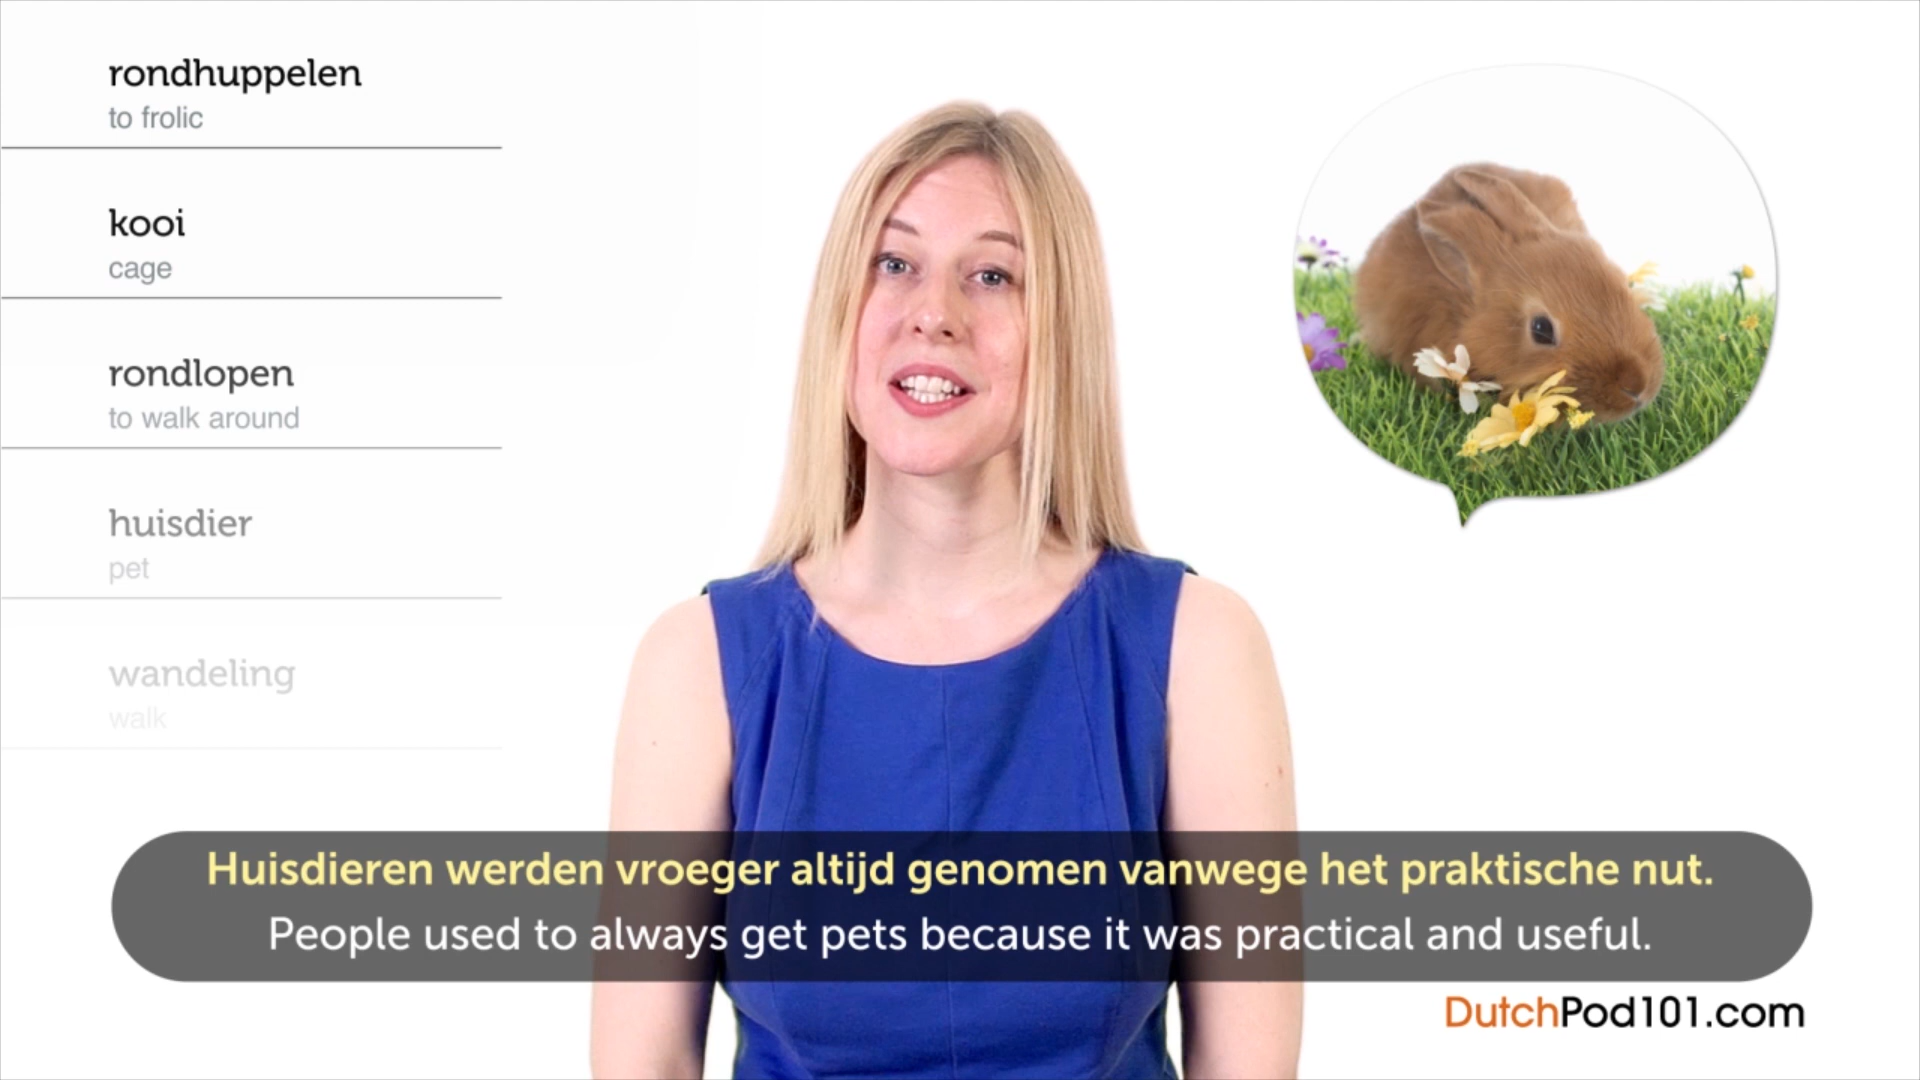 rondhuppelen
to frolic
kooi
cage
rondlopen
to walk around
huisdier
pet
wandeling
walk
Huisdieren werden vroeger altijd genomen vanwege het praktische nut.
People used to always get pets because it was practical and useful.
DutchPod101.com